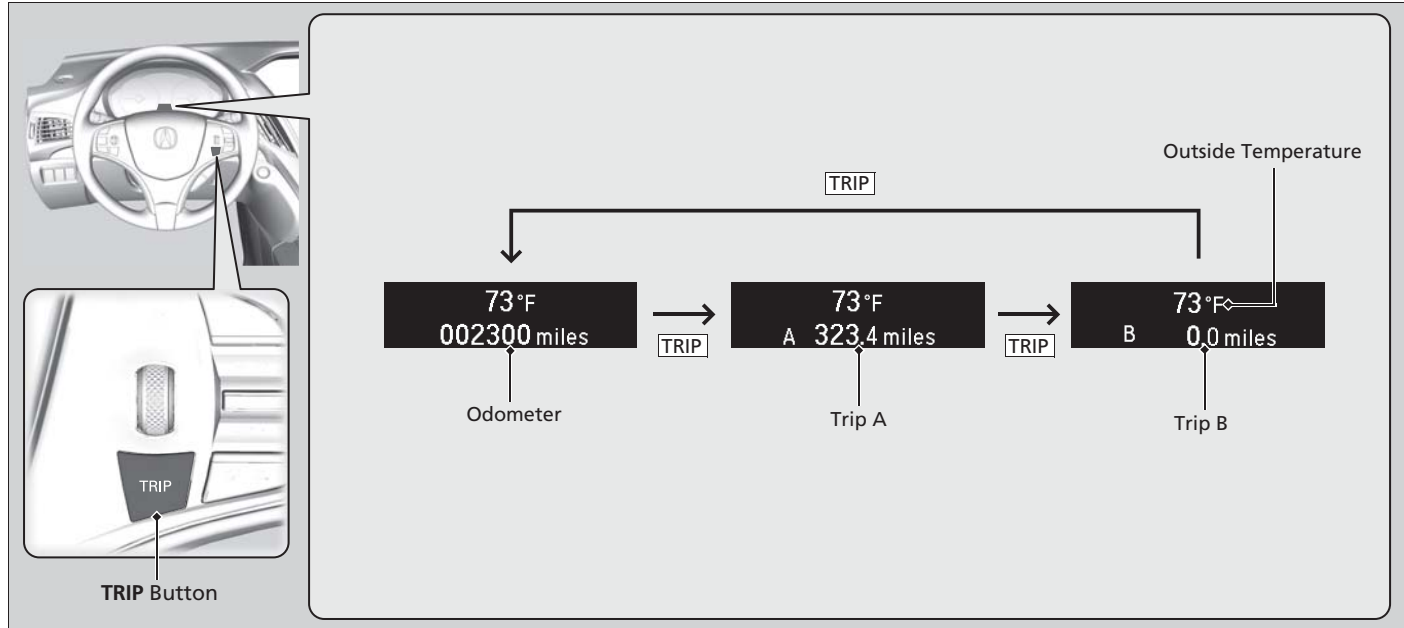 Outside Temperature
TRIP
73°F
002300 miles
TRIP
73°F
A 323.4 miles
TRIP
73°F
B 0.0 miles
Odometer
Trip A
Trip B
TRIP
TRIP Button